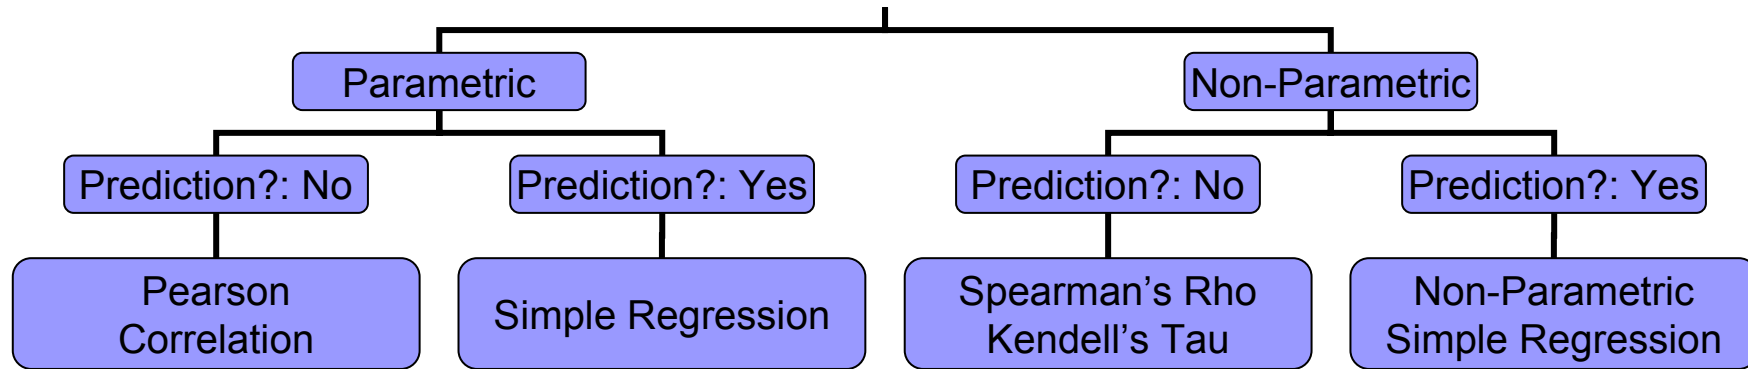 Parametric
Non-Parametric
Prediction?: No
Prediction?: Yes
Prediction?: No
Prediction?: Yes
Pearson
Correlation
Simple Regression
Spearman’s Rho
Kendell’s Tau
Non-Parametric
Simple Regression